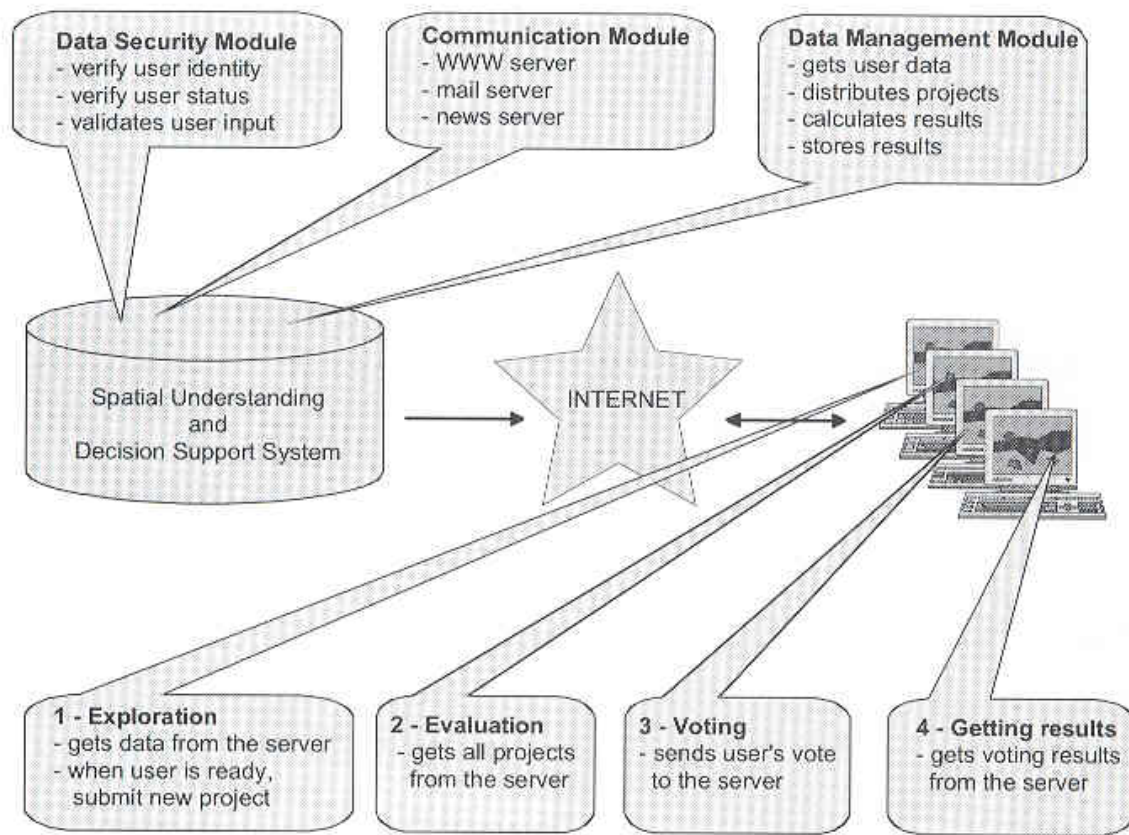 Data Security Module
- verify user identity
- verify user status
- validates user input
Communication Module
- WWW server
- mail server
- news server
Data Management Module
- gets user data
- distributes projects
- calculates results
- stores results
Spatial Understanding
and
Decision Support System
INTERNET
1 - Exploration
- gets data from the server
- when user is ready,
submit new project
2 - Evaluation
- gets all projects
from the server
3 - Voting
- sends user's vote
to the server
4 - Getting results
- gets voting results
from the server